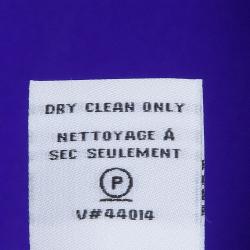 DRY CLEAN ONLY
NETTOYAGE Á
SEC SEULEMENT
P
V#44014